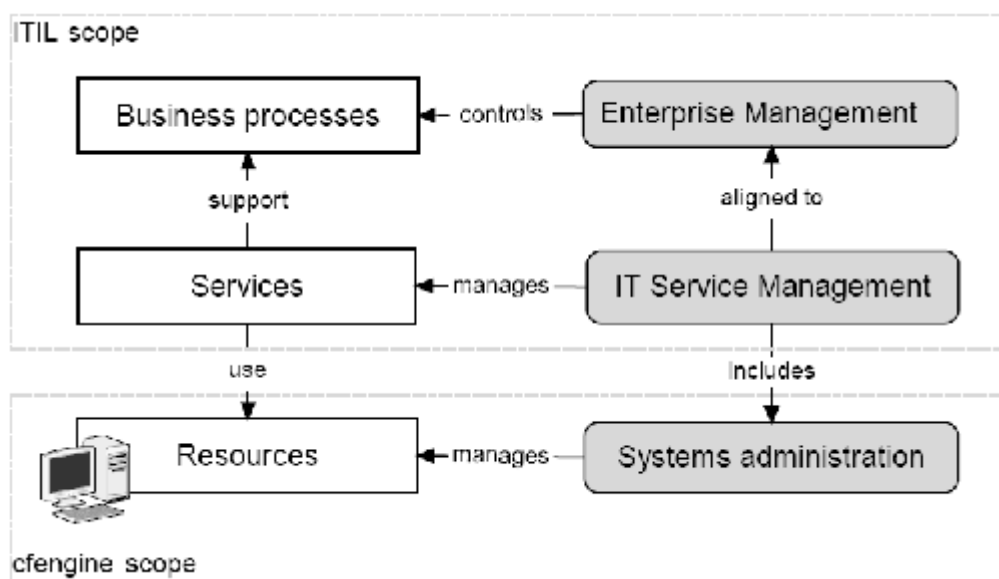 ITIL scope
Business processes
controls
Enterprise Management
support
aligned to
Services
manages
IT Service Management
use
includes
Resources
manages
Systems administration
cfengine scope